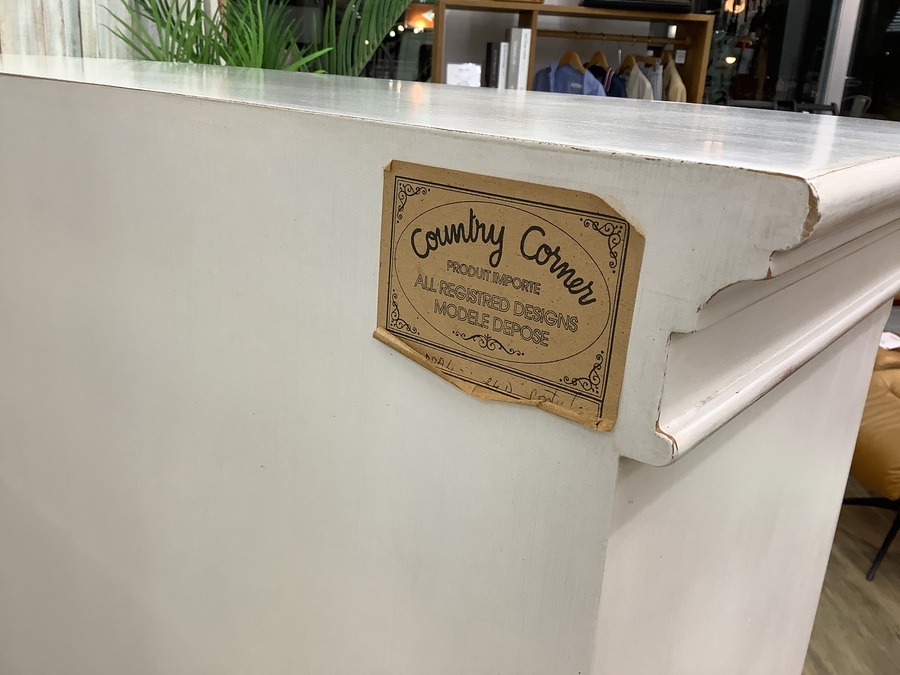 Country Corner
PRODUIT IMPORTE
ALL REGISTRED DESIGNS
MODELE DEPOSE